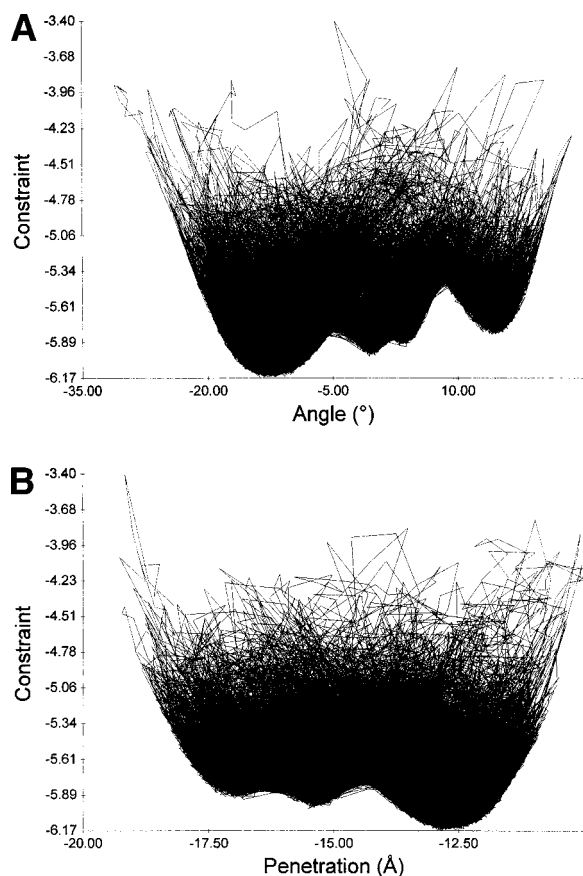 A
-3.40
-3.68
-3.96
-4.23
-4.51
-4.78
-5.06
-5.34
-5.61
-5.89
-6.17
Constraint
-35.00 -20.00 -5.00 10.00
Angle (°)
B
-3.40
-3.68
-3.96
-4.23
-4.51
-4.78
-5.06
-5.34
-5.61
-5.89
-6.17
Constraint
-20.00 -17.50 -15.00 -12.50
Penetration (Å)